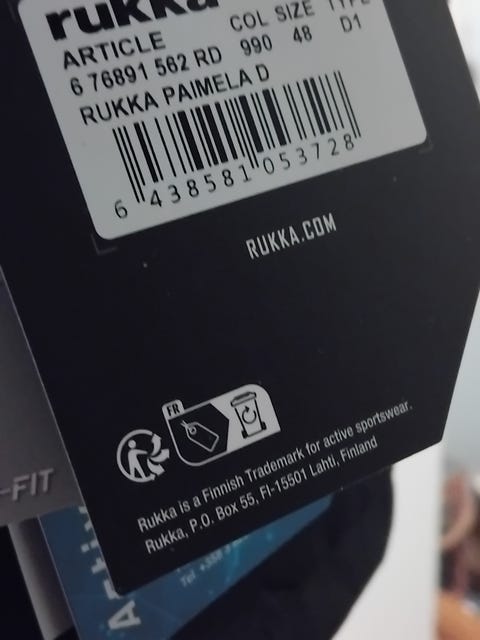 rukka
ARTICLE COL SIZE TYPE
6 76891 562 RD 990 48 D1
RUKKA PAIMELA D
6 438581 053728
RUKKA.COM
FR
Rukka is a Finnish Trademark for active sportswear.
Rukka, P.O. Box 55, FI-15501 Lahti, Finland
-FIT